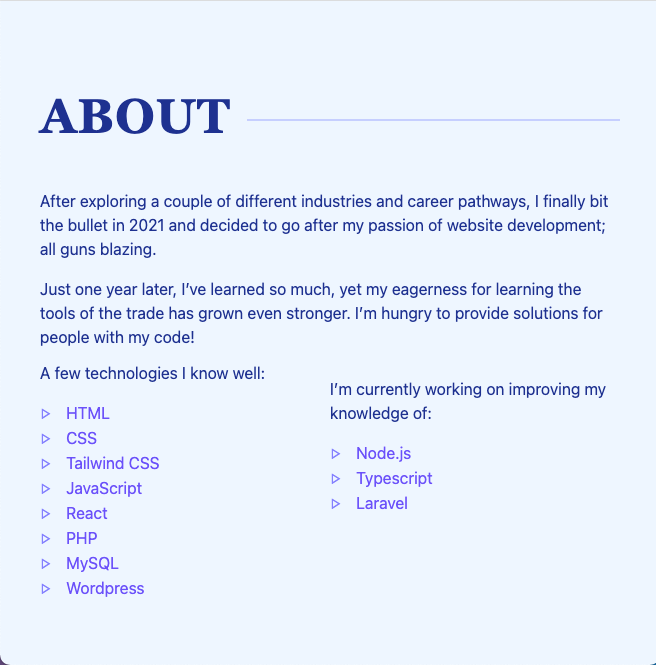 ABOUT
After exploring a couple of different industries and career pathways, I finally bit
the bullet in 2021 and decided to go after my passion of website development;
all guns blazing.
Just one year later, I’ve learned so much, yet my eagerness for learning the
tools of the trade has grown even stronger. I’m hungry to provide solutions for
people with my code!
A few technologies I know well:
HTML
CSS
Tailwind CSS
JavaScript
React
PHP
MySQL
Wordpress
I’m currently working on improving my
knowledge of:
Node.js
Typescript
Laravel